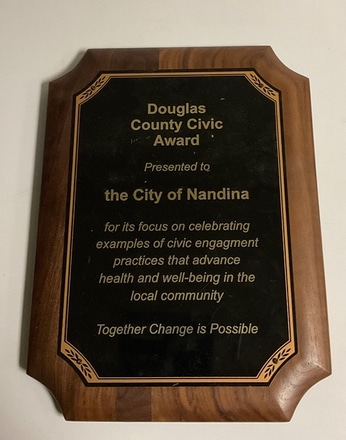 Douglas
County Civic
Award
Presented to
the City of Nandina
for its focus on celebrating
examples of civic engagment
practices that advance
health and well-being in the
local community
Together Change is Possible